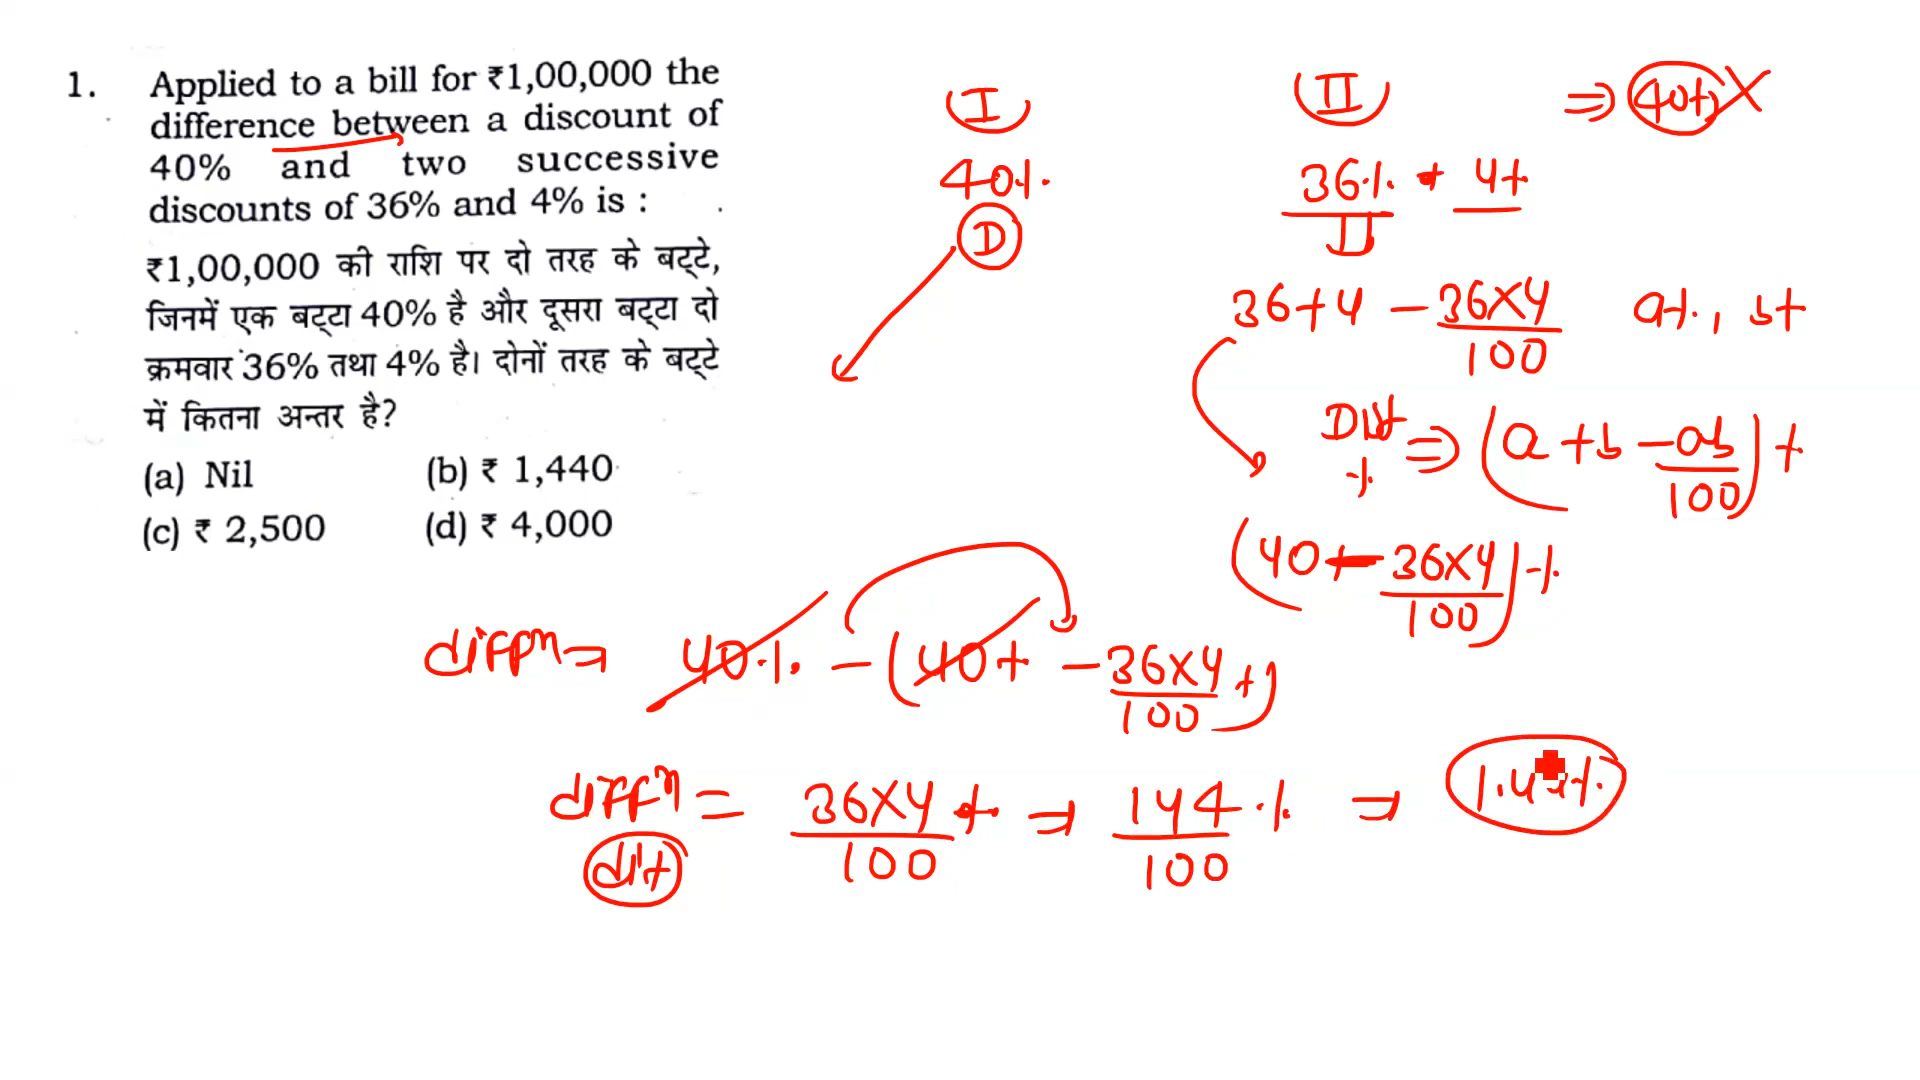 1. Applied to a bill for ₹1,00,000 the
difference between a discount of
40% and two successive
discounts of 36% and 4% is :
₹1,00,000 की राशि पर दो तरह के बट्टे,
जिनमें एक बट्टा 40% है और दूसरा बट्टा दो
क्रमवार 36% तथा 4% है। दोनों तरह के बट्टे
में कितना अन्तर है?
(a) Nil (b) ₹ 1,440
(c) ₹ 2,500 (d) ₹ 4,000
I II ⇒ 40% X
40% 36% + 4%
D II
36+4 - 36×4/100 a%, b%
⇒ (a + b - ab/100)%
(40 - 36×4/100)%
⇒ 40% - (40% - 36×4/100 %)
= 36×4/100 % ⇒ 144/100 % ⇒ 1.44%